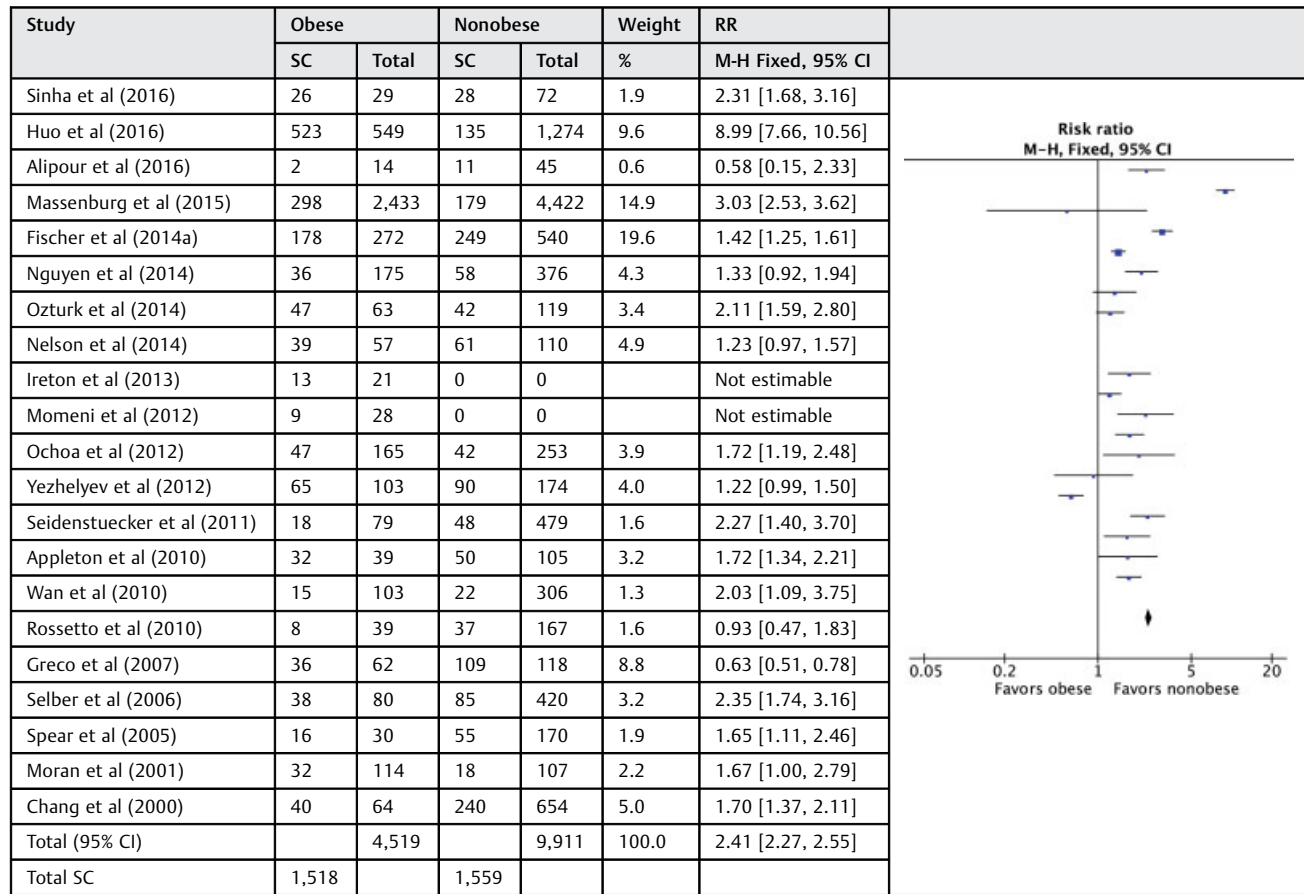 Study Obese Nonobese Weight RR
SC Total SC Total % M-H Fixed, 95% CI
Sinha et al (2016) 26 29 28 72 1.9 2.31 [1.68, 3.16]
Huo et al (2016) 523 549 135 1,274 9.6 8.99 [7.66, 10.56]
Alipour et al (2016) 2 14 11 45 0.6 0.58 [0.15, 2.33]
Massenburg et al (2015) 298 2,433 179 4,422 14.9 3.03 [2.53, 3.62]
Fischer et al (2014a) 178 272 249 540 19.6 1.42 [1.25, 1.61]
Nguyen et al (2014) 36 175 58 376 4.3 1.33 [0.92, 1.94]
Ozturk et al (2014) 47 63 42 119 3.4 2.11 [1.59, 2.80]
Nelson et al (2014) 39 57 61 110 4.9 1.23 [0.97, 1.57]
Ireton et al (2013) 13 21 0 0 Not estimable
Momeni et al (2012) 9 28 0 0 Not estimable
Ochoa et al (2012) 47 165 42 253 3.9 1.72 [1.19, 2.48]
Yezhelyev et al (2012) 65 103 90 174 4.0 1.22 [0.99, 1.50]
Seidenstuecker et al (2011) 18 79 48 479 1.6 2.27 [1.40, 3.70]
Appleton et al (2010) 32 39 50 105 3.2 1.72 [1.34, 2.21]
Wan et al (2010) 15 103 22 306 1.3 2.03 [1.09, 3.75]
Rossetto et al (2010) 8 39 37 167 1.6 0.93 [0.47, 1.83]
Greco et al (2007) 36 62 109 118 8.8 0.63 [0.51, 0.78]
Selber et al (2006) 38 80 85 420 3.2 2.35 [1.74, 3.16]
Spear et al (2005) 16 30 55 170 1.9 1.65 [1.11, 2.46]
Moran et al (2001) 32 114 18 107 2.2 1.67 [1.00, 2.79]
Chang et al (2000) 40 64 240 654 5.0 1.70 [1.37, 2.11]
Total (95% CI) 4,519 9,911 100.0 2.41 [2.27, 2.55]
Total SC 1,518 1,559
Risk ratio
M-H, Fixed, 95% CI
0.05 0.2 1 5 20
Favors obese Favors nonobese